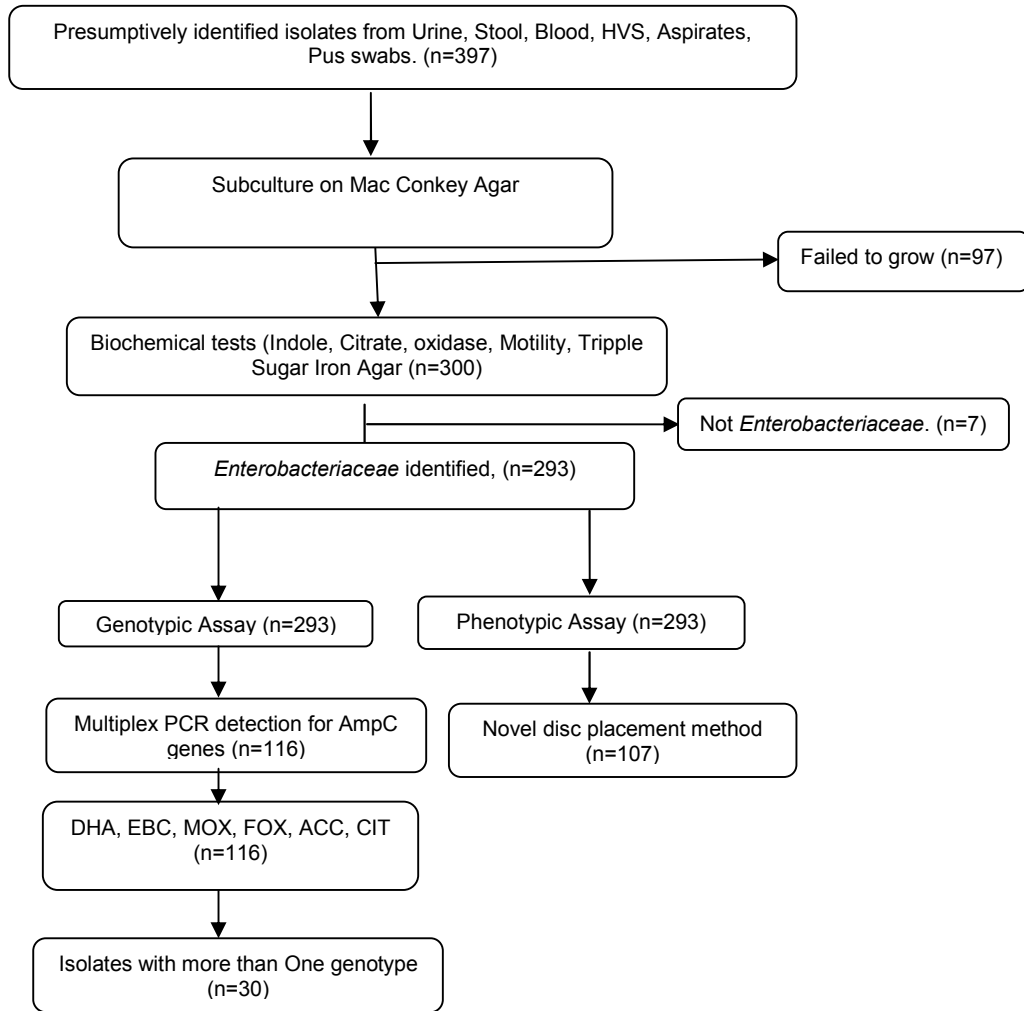 Presumptively identified isolates from Urine, Stool, Blood, HVS, Aspirates,
Pus swabs. (n=397)
Subculture on Mac Conkey Agar
Failed to grow (n=97)
Biochemical tests (Indole, Citrate, oxidase, Motility, Tripple
Sugar Iron Agar (n=300)
Not Enterobacteriaceae. (n=7)
Enterobacteriaceae identified, (n=293)
Genotypic Assay (n=293)
Phenotypic Assay (n=293)
Multiplex PCR detection for AmpC
genes (n=116)
Novel disc placement method
(n=107)
DHA, EBC, MOX, FOX, ACC, CIT
(n=116)
Isolates with more than One genotype
(n=30)